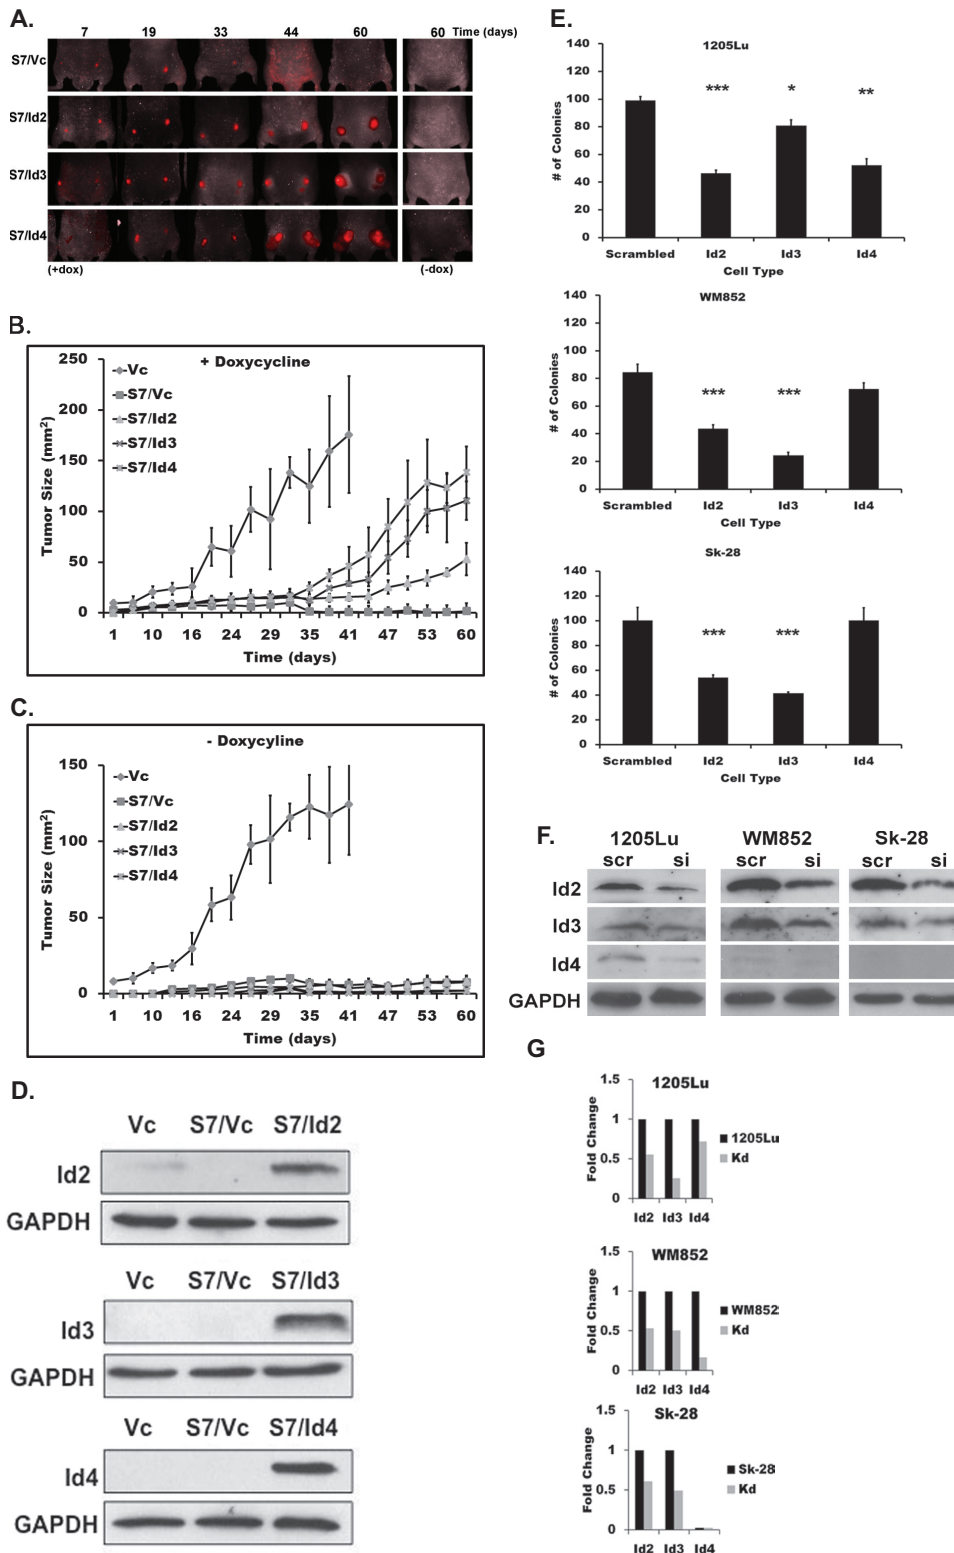 A.
7 19 33 44 60 60 Time (days)
S7/Vc
S7/Id2
S7/Id3
S7/Id4
(+dox) (-dox)
B.
+ Doxycycline
Tumor Size (mm²)
250
200
150
100
50
0
Vc
S7/Vc
S7/Id2
S7/Id3
S7/Id4
1 10 16 24 29 35 41 47 53 60
Time (days)
C.
- Doxycyline
Tumor Size (mm²)
150
100
50
0
Vc
S7/Vc
S7/Id2
S7/Id3
S7/Id4
1 10 16 24 29 35 41 47 53 60
Time (days)
D.
Vc S7/Vc S7/Id2
Id2
GAPDH
Vc S7/Vc S7/Id3
Id3
GAPDH
Vc S7/Vc S7/Id4
Id4
GAPDH
E.
1205Lu
# of Colonies
140
120
100
80
60
40
20
0
*** * **
Scrambled Id2 Id3 Id4
Cell Type
WM852
# of Colonies
140
120
100
80
60
40
20
0
*** ***
Scrambled Id2 Id3 Id4
Cell Type
Sk-28
# of Colonies
140
120
100
80
60
40
20
0
*** ***
Scrambled Id2 Id3 Id4
Cell Type
F.
1205Lu WM852 Sk-28
scr si scr si scr si
Id2
Id3
Id4
GAPDH
G
1205Lu
Fold Change
1.5
1
0.5
0
1205Lu
Kd
Id2 Id3 Id4
WM852
Fold Change
1.5
1
0.5
0
WM852
Kd
Id2 Id3 Id4
Sk-28
Fold Change
1.5
1
0.5
0
Sk-28
Kd
Id2 Id3 Id4